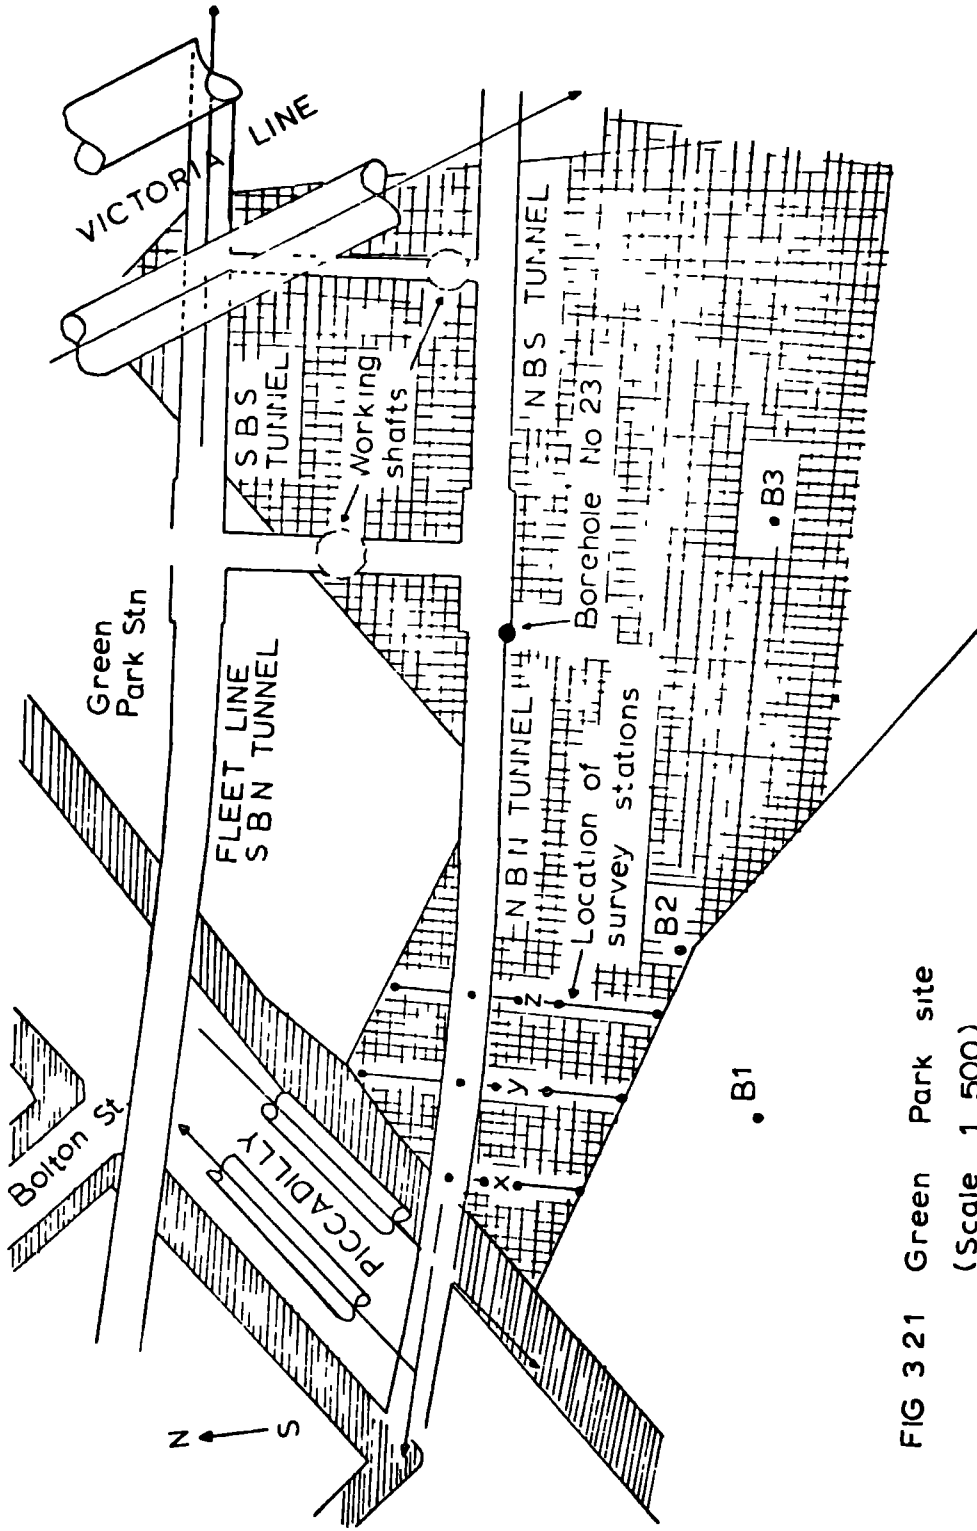 VICTORIA LINE
Green
Park Stn
Bolton St.
FLEET LINE
SBN TUNNEL
SBS
TUNNEL
Working
shafts
PICCADILLY
N
S
NBN TUNNEL
NBS TUNNEL
Borehole No 23
Location of
survey stations
x
y
z
B1
B2
B3
FIG 3 21 Green Park site
(Scale 1 500)